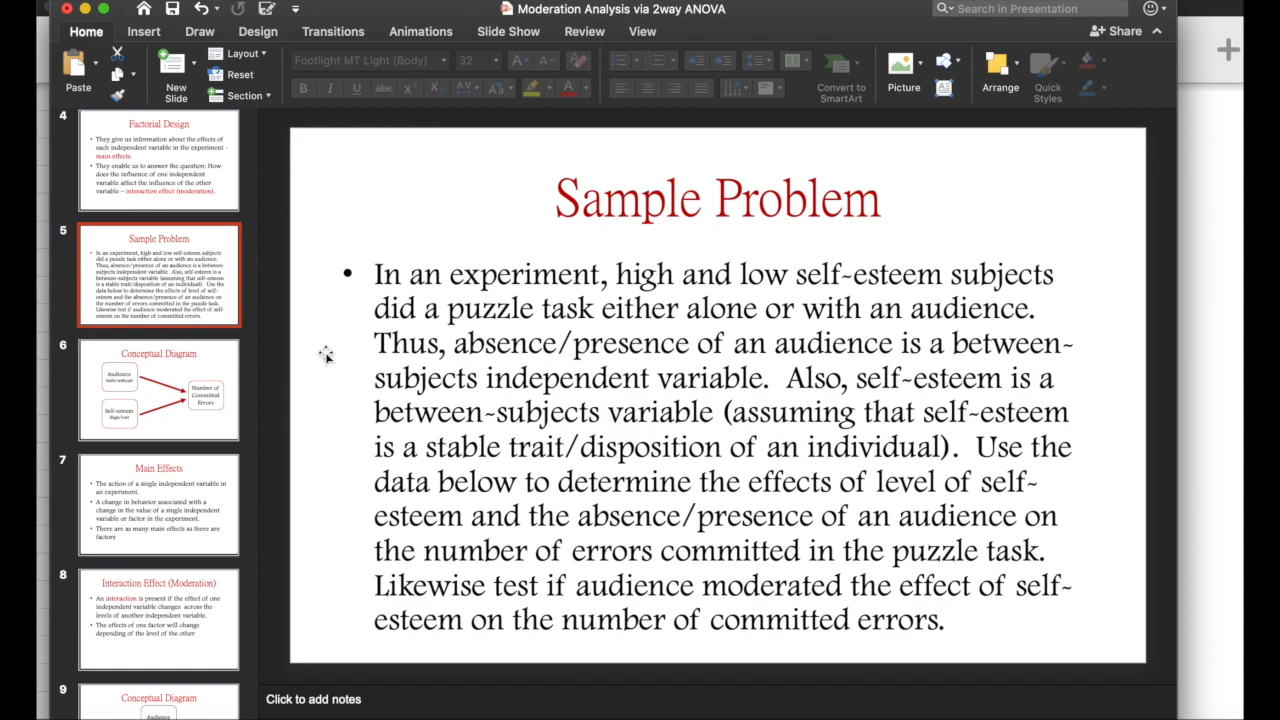 Moderation Analysis via 2way ANOVA
Search in Presentation
Home Insert Draw Design Transitions Animations Slide Show Review View
Share
Paste
New
Slide
Layout
Reset
Section
Footlight MT Light (Body) 32
Convert to
SmartArt
Picture
Arrange
Quick
Styles
4
Factorial Design
• They give us information about the effects of
each independent variable in the experiment -
main effects.
• They enable us to answer the question: How
does the influence of one independent
variable affect the influence of the other
variable – interaction effect (moderation).
5
Sample Problem
• In an experiment, high and low self-esteem subjects
did a puzzle task either alone or with an audience.
Thus, absence/presence of an audience is a between-
subjects independent variable. Also, self-esteem is a
between-subjects variable (assuming that self-esteem
is a stable trait/disposition of an individual). Use the
data below to determine the effects of level of self-
esteem and the absence/presence of an audience on
the number of errors committed in the puzzle task.
Likewise test if audience moderated the effect of self-
esteem on the number of committed errors.
6
Conceptual Diagram
Audience
(with/without)
Number of
Committed
Errors
Self-esteem
(high/low)
7
Main Effects
• The action of a single independent variable in
an experiment.
• A change in behavior associated with a
change in the value of a single independent
variable or factor in the experiment.
• There are as many main effects as there are
factors
8
Interaction Effect (Moderation)
• An interaction is present if the effect of one
independent variable changes across the
levels of another independent variable.
• The effects of one factor will change
depending of the level of the other
9
Conceptual Diagram
Audience
Sample Problem
• In an experiment, high and low self-esteem subjects
did a puzzle task either alone or with an audience.
Thus, absence/presence of an audience is a between-
subjects independent variable. Also, self-esteem is a
between-subjects variable (assuming that self-esteem
is a stable trait/disposition of an individual). Use the
data below to determine the effects of level of self-
esteem and the absence/presence of an audience on
the number of errors committed in the puzzle task.
Likewise test if audience moderated the effect of self-
esteem on the number of committed errors.
Click to add notes